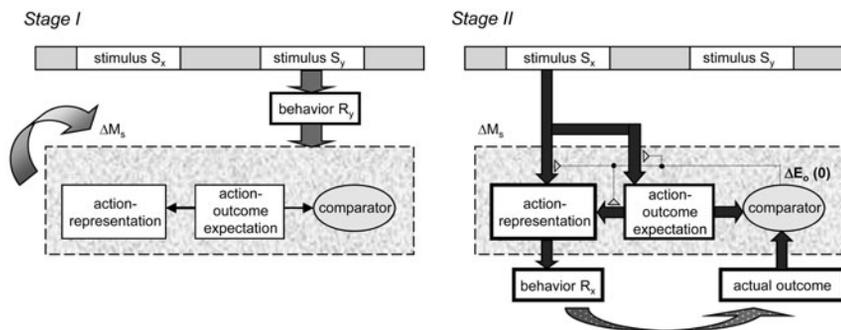 Stage I
stimulus Sx
stimulus Sy
behavior Ry
ΔMs
action-
representation
action-
outcome
expectation
comparator
Stage II
stimulus Sx
stimulus Sy
ΔMs
ΔEo (0)
action-
representation
action-
outcome
expectation
comparator
behavior Rx
actual outcome